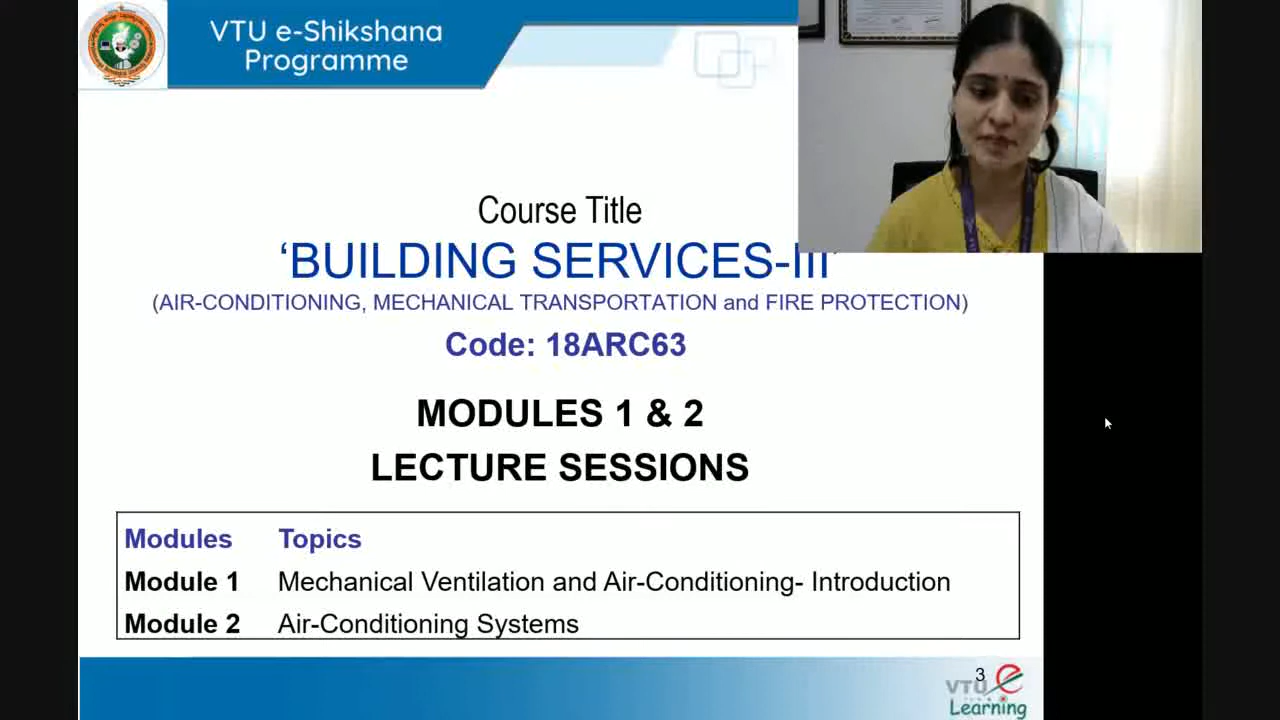 VTU e-Shikshana
Programme
Course Title
‘BUILDING SERVICES-III’
(AIR-CONDITIONING, MECHANICAL TRANSPORTATION and FIRE PROTECTION)
Code: 18ARC63
MODULES 1 & 2
LECTURE SESSIONS
Modules Topics
Module 1 Mechanical Ventilation and Air-Conditioning- Introduction
Module 2 Air-Conditioning Systems
3
VTU e
Learning